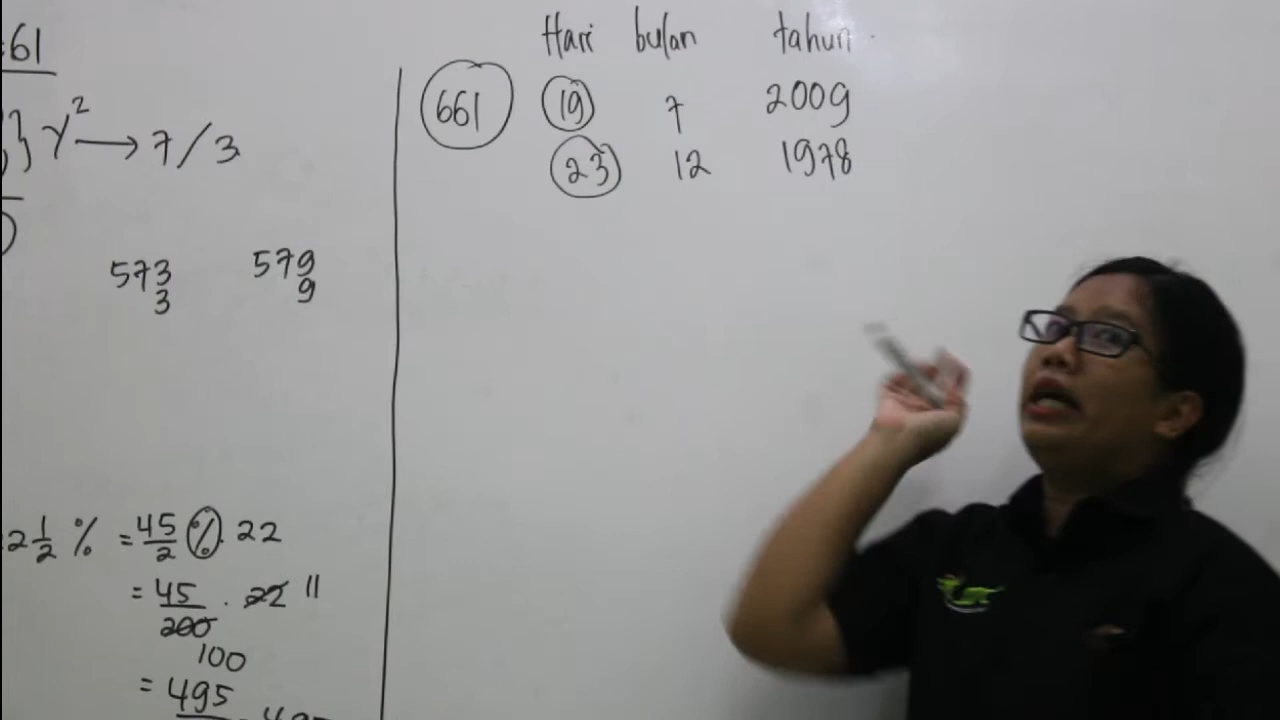 =61
}} Y² → 7/3
573
3
579
9
2 1/2 % = 45/2 % . 22
= 45/200 . 22 11
100
= 495
Hari bulan tahun
661 19 7 2009
23 12 1978